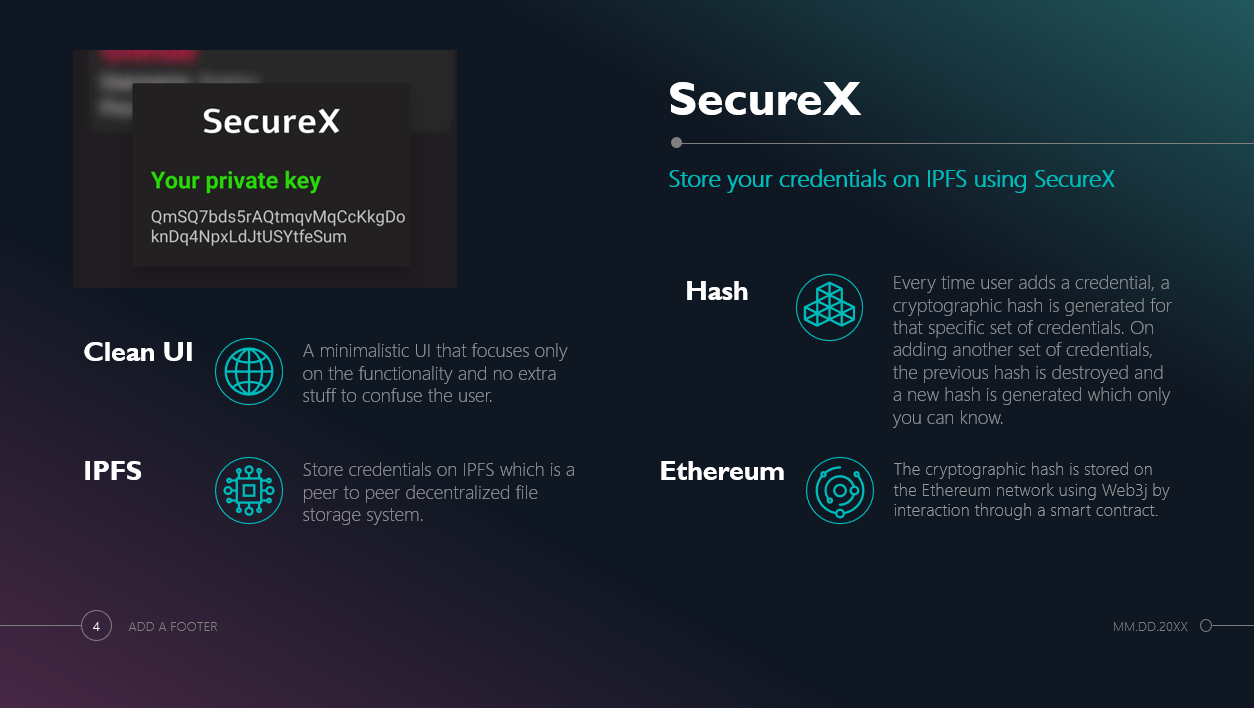 SecureX
Your private key
QmSQ7bds5rAQtmqvMqCcKkgDo
knDq4NpxLdJtUSYtfeSum
Clean UI
A minimalistic UI that focuses only
on the functionality and no extra
stuff to confuse the user.
IPFS
Store credentials on IPFS which is a
peer to peer decentralized file
storage system.
SecureX
Store your credentials on IPFS using SecureX
Hash
Every time user adds a credential, a
cryptographic hash is generated for
that specific set of credentials. On
adding another set of credentials,
the previous hash is destroyed and
a new hash is generated which only
you can know.
Ethereum
The cryptographic hash is stored on
the Ethereum network using Web3j by
interaction through a smart contract.
4
ADD A FOOTER
MM.DD.20XX